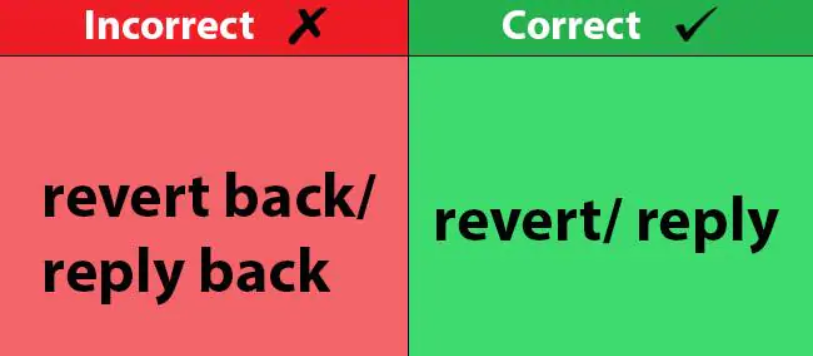 Incorrect ✗
Correct ✓
revert back/
reply back
revert/ reply